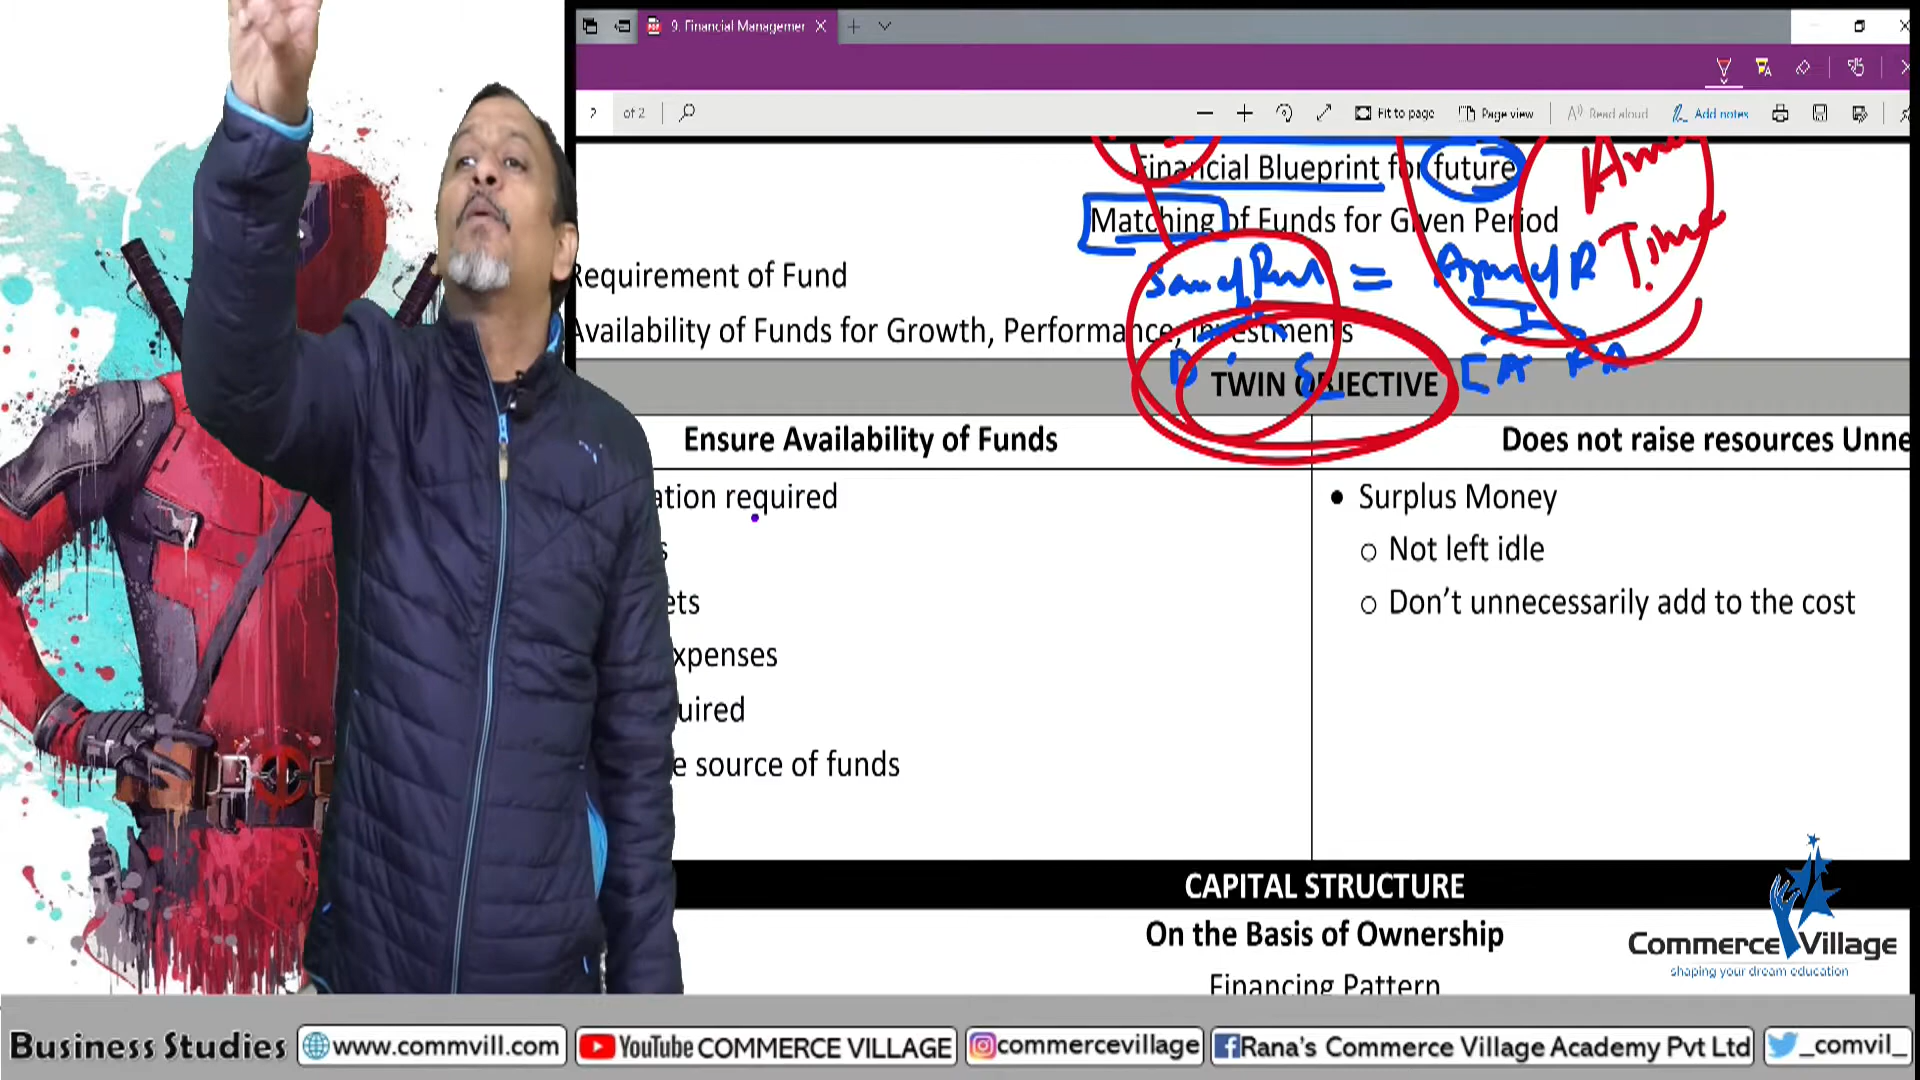 9. Financial Managemer
2 of 2
Fit to page
Page view
Read aloud
Add notes
Financial Blueprint for future
Matching of Funds for Given Period
Time
Requirement of Fund
=
Availability of Funds for Growth, Performance, Investments
TWIN OBJECTIVE
Ensure Availability of Funds
Does not raise resources Unne
ation required
• Surplus Money
s
o Not left idle
ets
o Don't unnecessarily add to the cost
xpenses
uired
e source of funds
CAPITAL STRUCTURE
On the Basis of Ownership
Financing Pattern
Commerce Village
shaping your dream education
Business Studies
www.commvill.com
YouTube COMMERCE VILLAGE
commercevillage
Rana's Commerce Village Academy Pvt Ltd
_comvil_